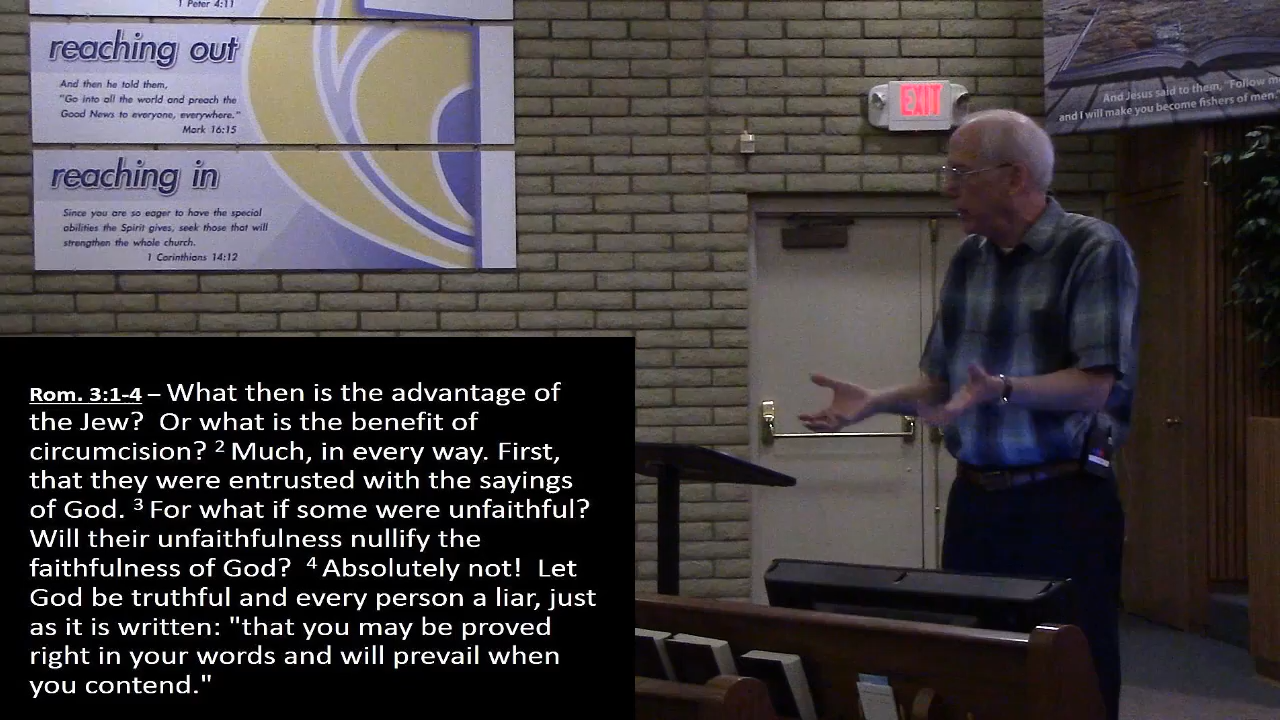 1 Peter 4:11
reaching out
And then he told them,
"Go into all the world and preach the
Good News to everyone, everywhere."
Mark 16:15
reaching in
Since you are so eager to have the special
abilities the Spirit gives, seek those that will
strengthen the whole church.
1 Corinthians 14:12
EXIT
And Jesus said to them, "Follow me
and I will make you become fishers of men."
Rom. 3:1-4 – What then is the advantage of
the Jew?  Or what is the benefit of
circumcision? ² Much, in every way. First,
that they were entrusted with the sayings
of God. ³ For what if some were unfaithful?
Will their unfaithfulness nullify the
faithfulness of God?  ⁴ Absolutely not!  Let
God be truthful and every person a liar, just
as it is written: "that you may be proved
right in your words and will prevail when
you contend."